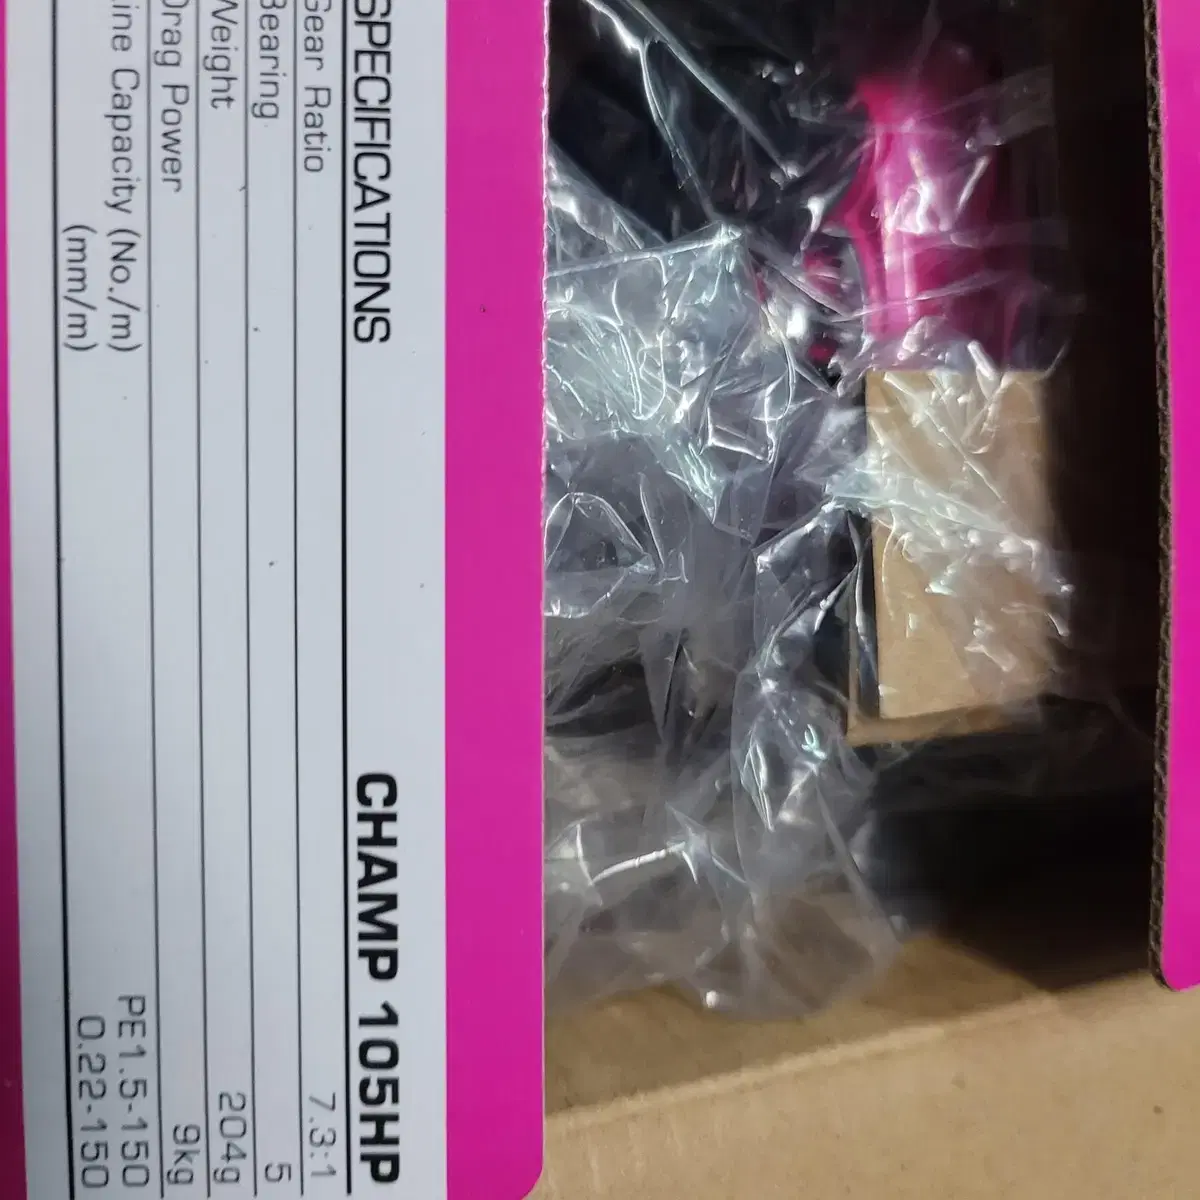 SPECIFICATIONS CHAMP 105HP
Gear Ratio 7.3:1
Bearing 5
Weight 204g
Drag Power 9kg
Line Capacity (No./m) PE1.5-150
(mm/m) 0.22-150